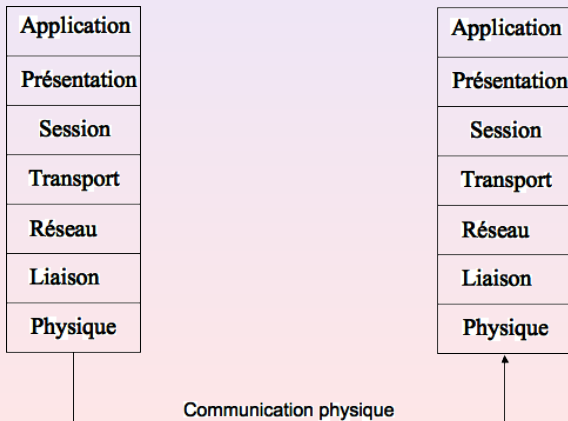 Application
Présentation
Session
Transport
Réseau
Liaison
Physique
Application
Présentation
Session
Transport
Réseau
Liaison
Physique
Communication physique